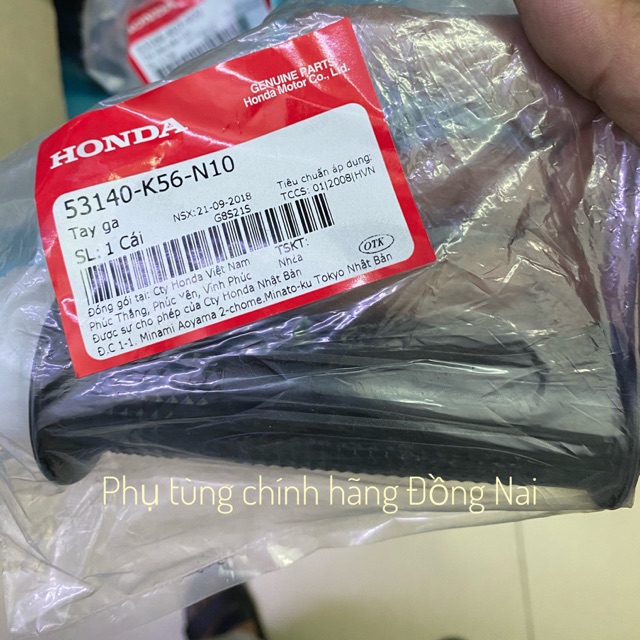 HONDA
GENUINE PARTS
Honda Motor Co., Ltd.
53140-K56-N10
Tay ga
NSX:21-09-2018
Tiêu chuẩn áp dụng:
SL: 1 Cái
G8521S
TCCS: 01|2008|HVN
TSKT:
Nhca
OTK
Đóng gói tại: Cty Honda Việt Nam
Phúc Thắng, Phúc Yên, Vĩnh Phúc
Được sự cho phép của Cty Honda Nhật Bản
Đ.C 1-1, Minami Aoyama 2-chome.Minato-ku Tokyo Nhật Bản
Phụ tùng chính hãng Đồng Nai
HONDA